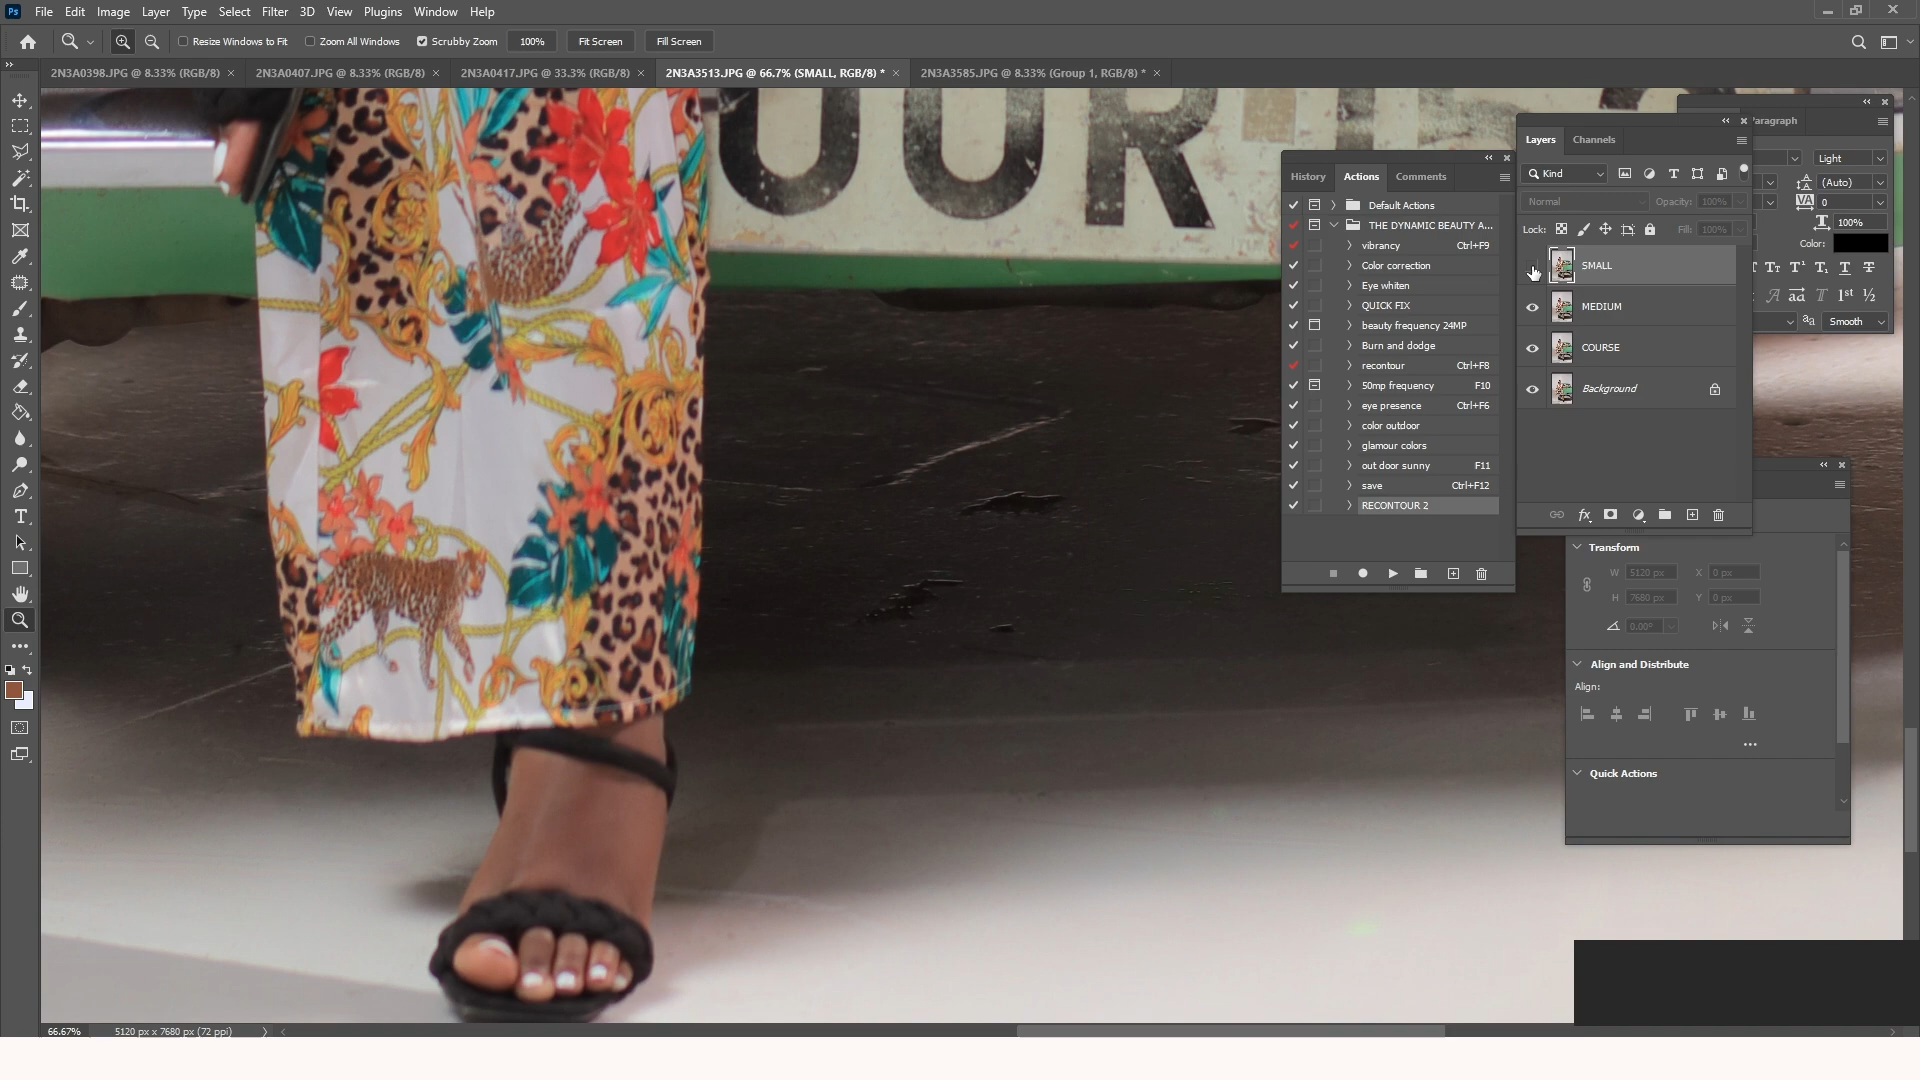 Ps File Edit Image Layer Type Select Filter 3D View Plugins Window Help
Resize Windows to Fit Zoom All Windows Scrubby Zoom 100% Fit Screen Fill Screen
2N3A0398.JPG @ 8.33% (RGB/8) × 2N3A0407.JPG @ 8.33% (RGB/8) × 2N3A0417.JPG @ 33.3% (RGB/8) × 2N3A3513.JPG @ 66.7% (SMALL, RGB/8) * × 2N3A3585.JPG @ 8.33% (Group 1, RGB/8) * ×
OUR
History Actions Comments
Default Actions
THE DYNAMIC BEAUTY A...
vibrancy Ctrl+F9
Color correction
Eye whiten
QUICK FIX
beauty frequency 24MP
Burn and dodge
recontour Ctrl+F8
50mp frequency F10
eye presence Ctrl+F6
color outdoor
glamour colors
out door sunny F11
save Ctrl+F12
RECONTOUR 2
Layers Channels
Kind
Normal Opacity: 100%
Lock: Fill: 100%
SMALL
MEDIUM
COURSE
Background
fx
Paragraph
Light
(Auto)
VA 0
100%
Color:
1st ½
aa Smooth
Transform
W 5120 px X 0 px
H 7680 px Y 0 px
0.00°
Align and Distribute
Align:
Quick Actions
66.67% 5120 px x 7680 px (72 ppi)